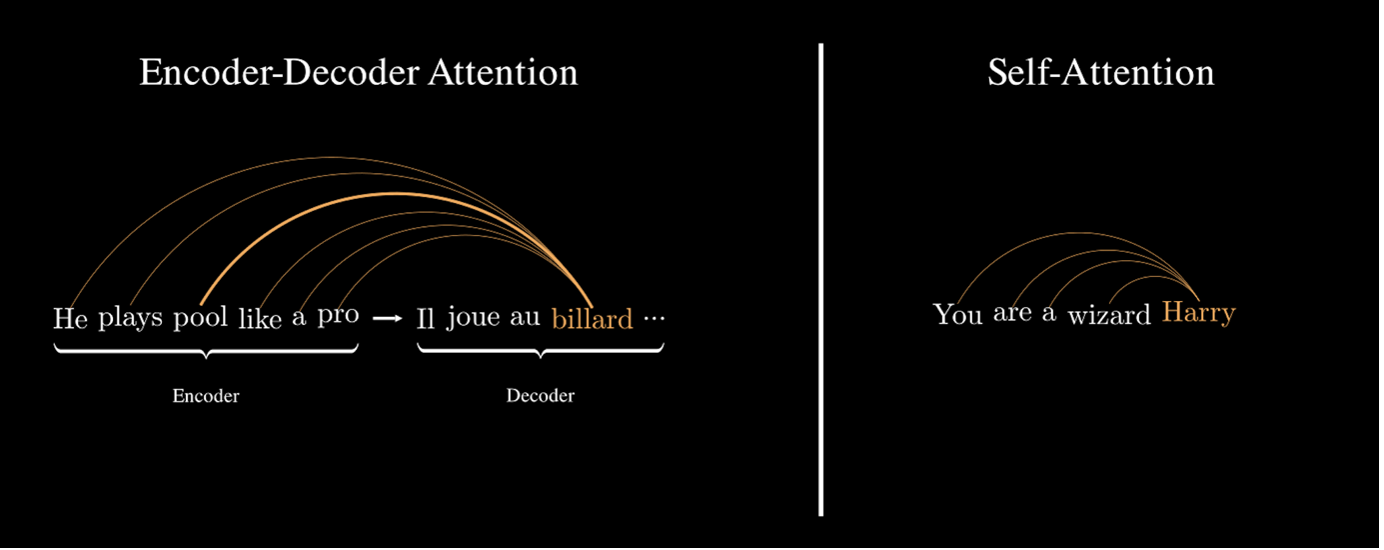 Encoder-Decoder Attention
He plays pool like a pro → Il joue au billard ...
Encoder
Decoder
Self-Attention
You are a wizard Harry